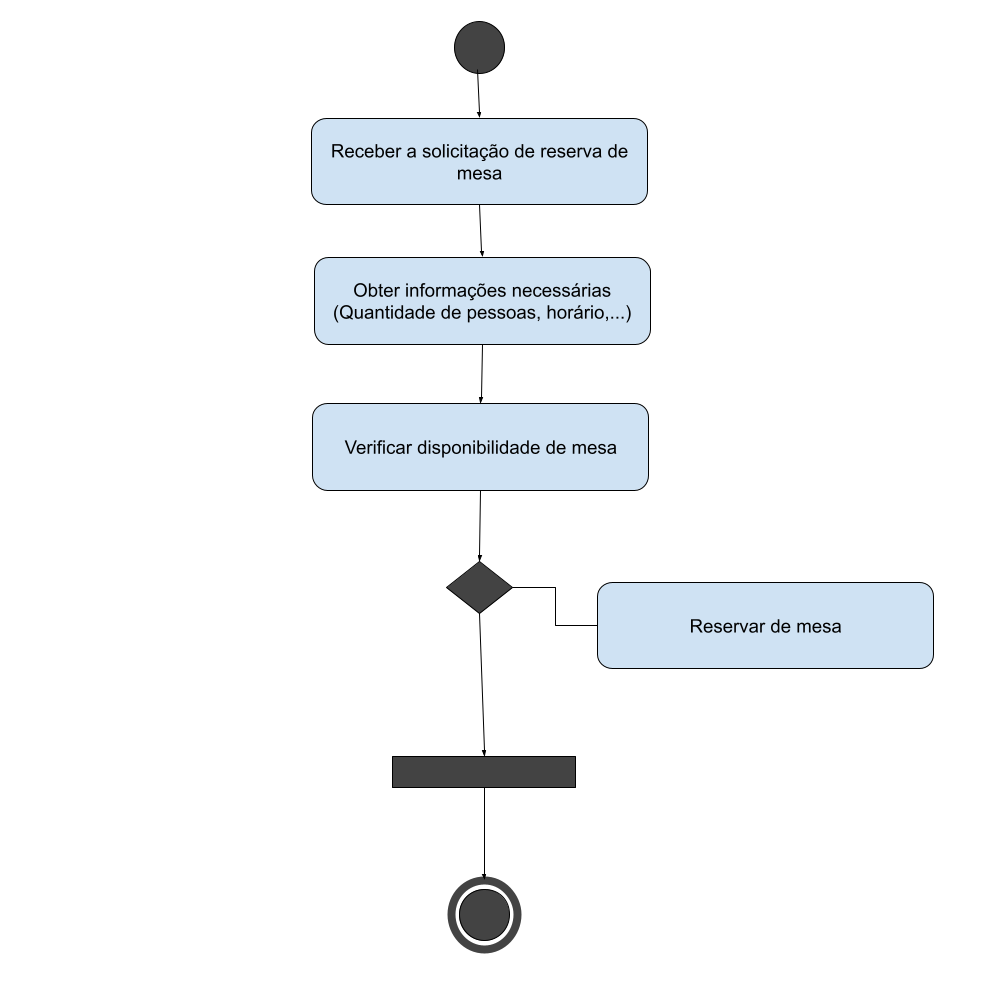 Receber a solicitação de reserva de
mesa
Obter informações necessárias
(Quantidade de pessoas, horário,...)
Verificar disponibilidade de mesa
Reservar de mesa